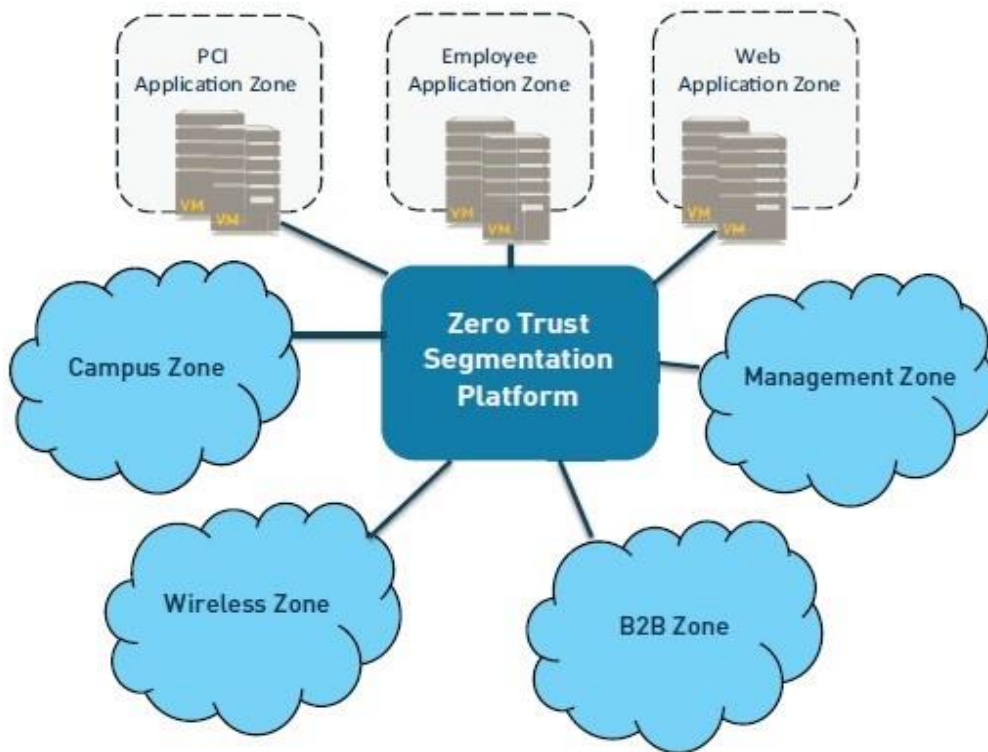 PCI
Application Zone
Employee
Application Zone
Web
Application Zone
VM
VM
VM
VM
VM
VM
Zero Trust
Segmentation
Platform
Campus Zone
Management Zone
Wireless Zone
B2B Zone